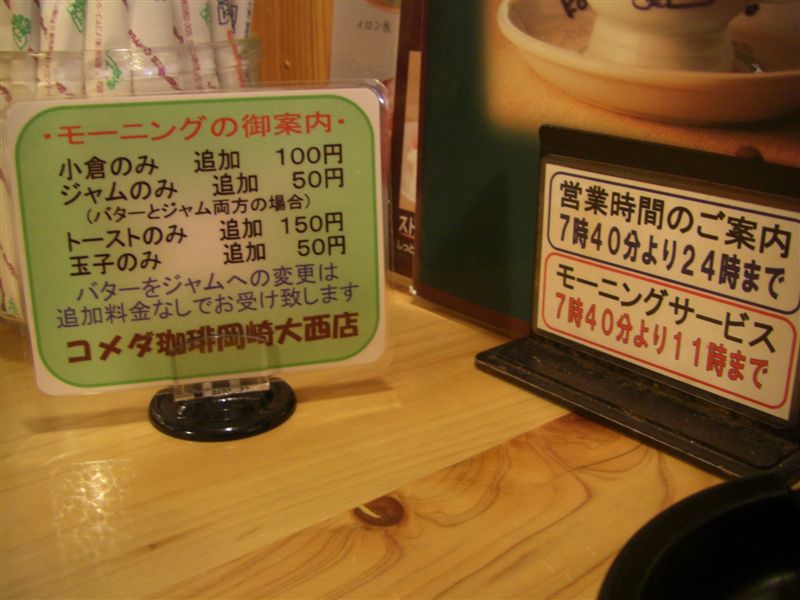 ・モーニングの御案内・
小倉のみ 追加 100円
ジャムのみ 追加 50円
(バターとジャム両方の場合)
トーストのみ 追加 150円
玉子のみ 追加 50円
バターをジャムへの変更は
追加料金なしでお受け致します
コメダ珈琲岡崎大西店
メロン氷
営業時間のご案内
7時40分より24時まで
モーニングサービス
7時40分より11時まで